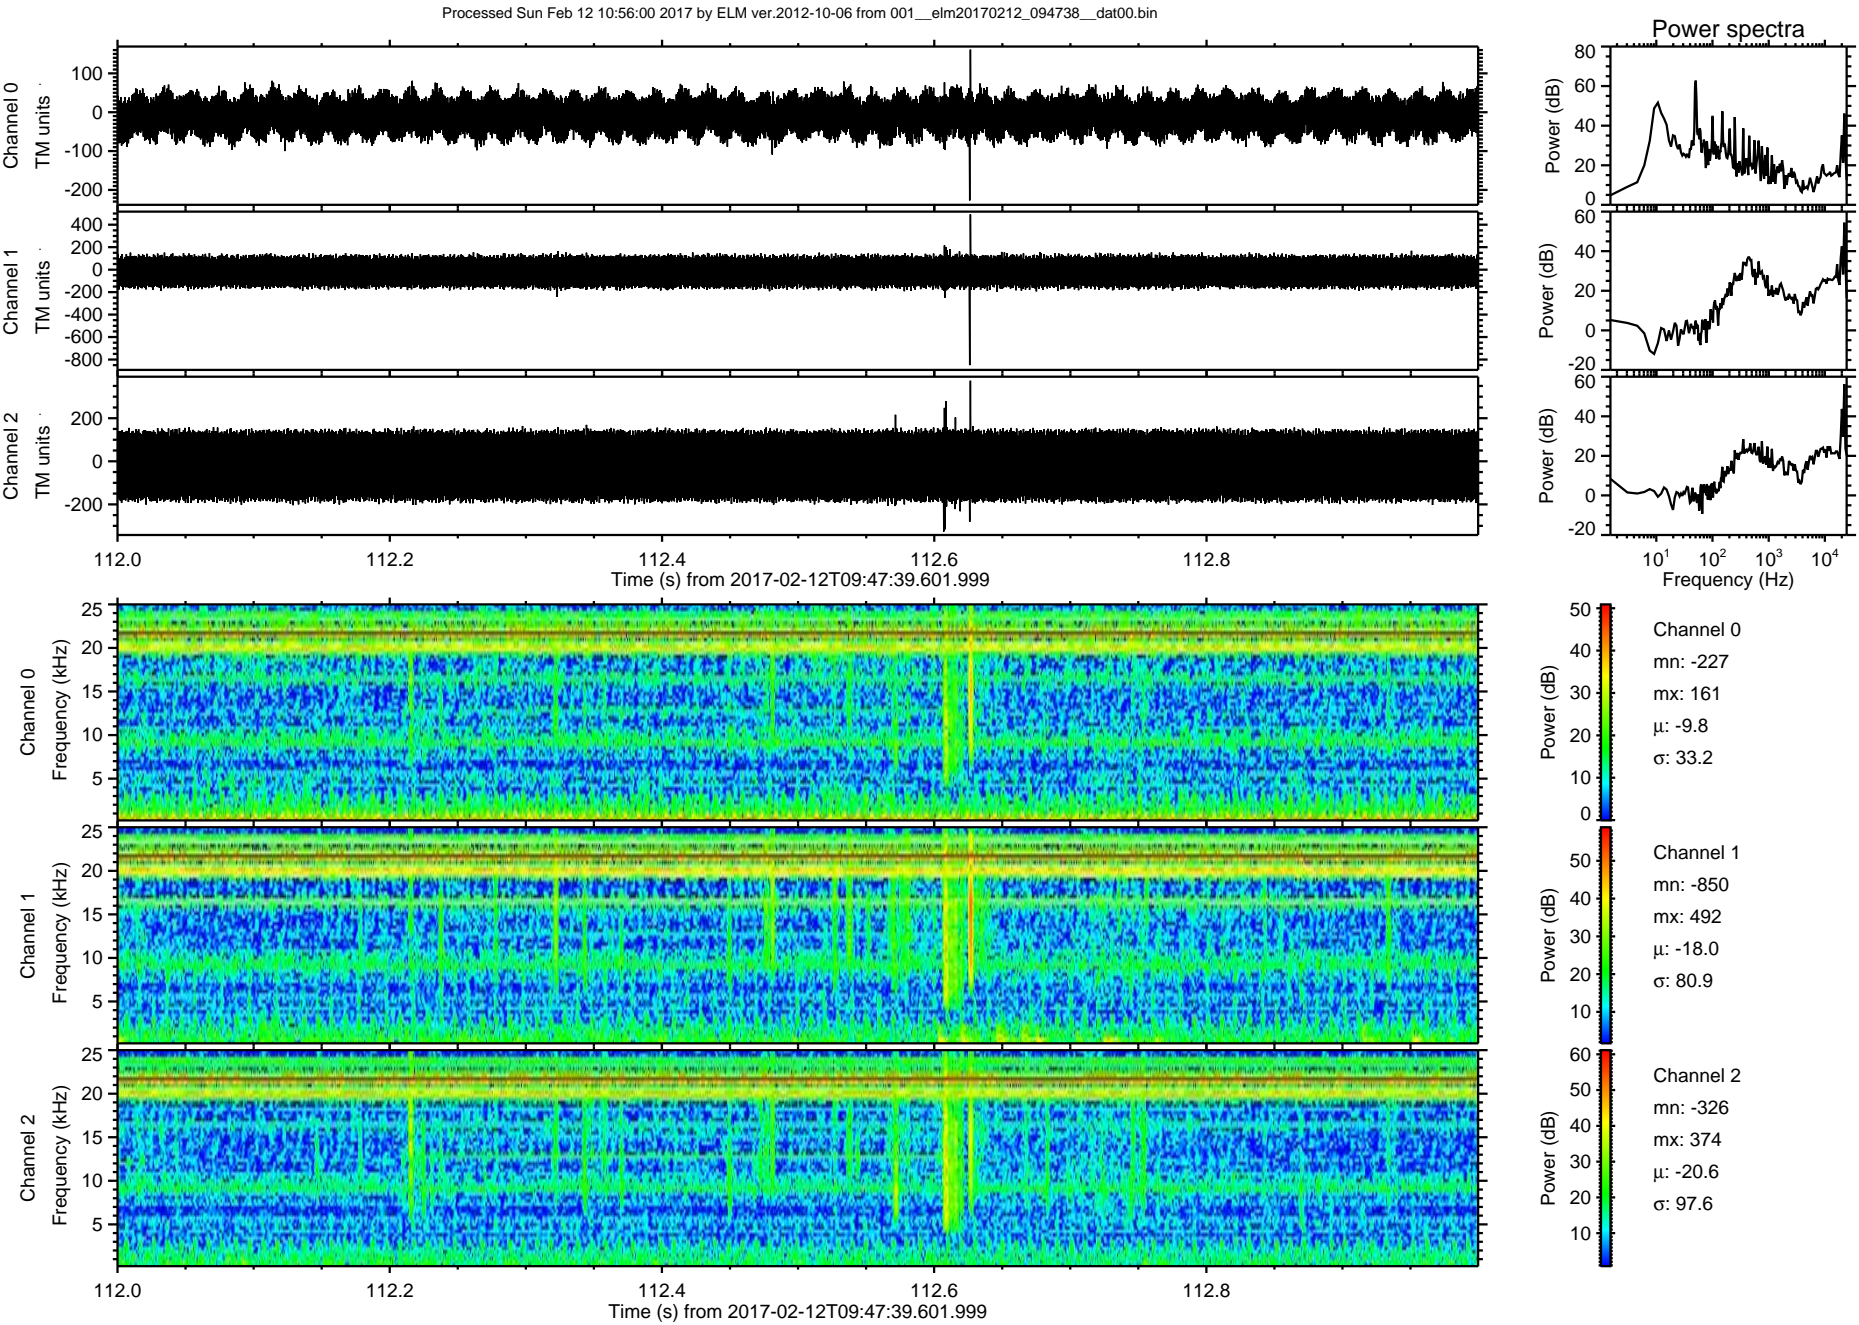 Processed Sun Feb 12 10:56:00 2017 by ELM ver.2012-10-06 from 001__elm20170212_094738__dat00.bin
Power spectra
Channel 0
TM units
100
0
-100
-200
Power (dB)
80
60
40
20
0
Channel 1
TM units
400
200
0
-200
-400
-600
-800
Power (dB)
60
40
20
0
-20
Channel 2
TM units
200
0
-200
Power (dB)
60
40
20
0
-20
112.0 112.2 112.4 112.6 112.8
Time (s) from 2017-02-12T09:47:39.601.999
10^1 10^2 10^3 10^4
Frequency (Hz)
Channel 0
Frequency (kHz)
25
20
15
10
5
Power (dB)
50
40
30
20
10
0
Channel 0
mn: -227
mx: 161
μ: -9.8
σ: 33.2
Channel 1
Frequency (kHz)
25
20
15
10
5
Power (dB)
50
40
30
20
10
Channel 1
mn: -850
mx: 492
μ: -18.0
σ: 80.9
Channel 2
Frequency (kHz)
25
20
15
10
5
Power (dB)
60
50
40
30
20
10
Channel 2
mn: -326
mx: 374
μ: -20.6
σ: 97.6
112.0 112.2 112.4 112.6 112.8
Time (s) from 2017-02-12T09:47:39.601.999